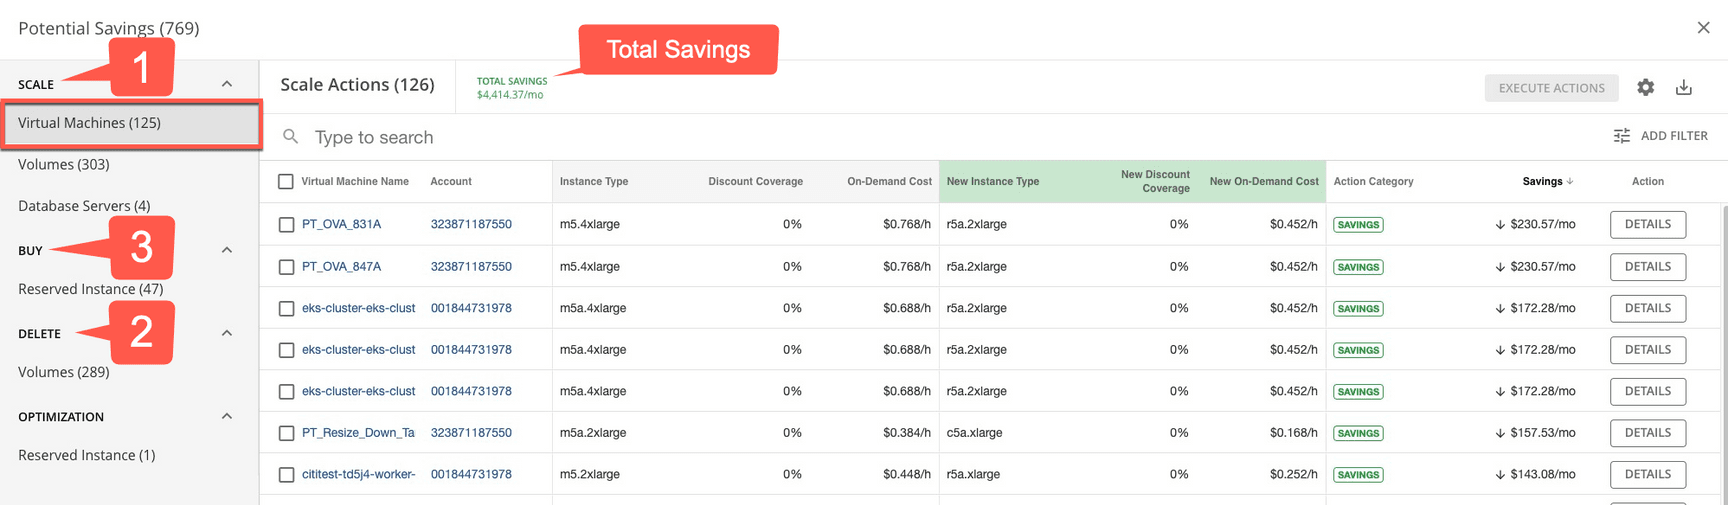 Potential Savings (769)
Total Savings
1
SCALE
Virtual Machines (125)
Volumes (303)
Database Servers (4)
3
BUY
Reserved Instance (47)
2
DELETE
Volumes (289)
OPTIMIZATION
Reserved Instance (1)
Scale Actions (126)
TOTAL SAVINGS
$4,414.37/mo
EXECUTE ACTIONS
Type to search
ADD FILTER
Virtual Machine Name Account Instance Type Discount Coverage On-Demand Cost New Instance Type New Discount Coverage New On-Demand Cost Action Category Savings Action
PT_OVA_831A 323871187550 m5.4xlarge 0% $0.768/h r5a.2xlarge 0% $0.452/h SAVINGS $230.57/mo DETAILS
PT_OVA_847A 323871187550 m5.4xlarge 0% $0.768/h r5a.2xlarge 0% $0.452/h SAVINGS $230.57/mo DETAILS
eks-cluster-eks-clust 001844731978 m5a.4xlarge 0% $0.688/h r5a.2xlarge 0% $0.452/h SAVINGS $172.28/mo DETAILS
eks-cluster-eks-clust 001844731978 m5a.4xlarge 0% $0.688/h r5a.2xlarge 0% $0.452/h SAVINGS $172.28/mo DETAILS
eks-cluster-eks-clust 001844731978 m5a.4xlarge 0% $0.688/h r5a.2xlarge 0% $0.452/h SAVINGS $172.28/mo DETAILS
PT_Resize_Down_Ta 323871187550 m5a.2xlarge 0% $0.384/h c5a.xlarge 0% $0.168/h SAVINGS $157.53/mo DETAILS
cititest-td5j4-worker- 001844731978 m5.2xlarge 0% $0.448/h r5a.xlarge 0% $0.252/h SAVINGS $143.08/mo DETAILS